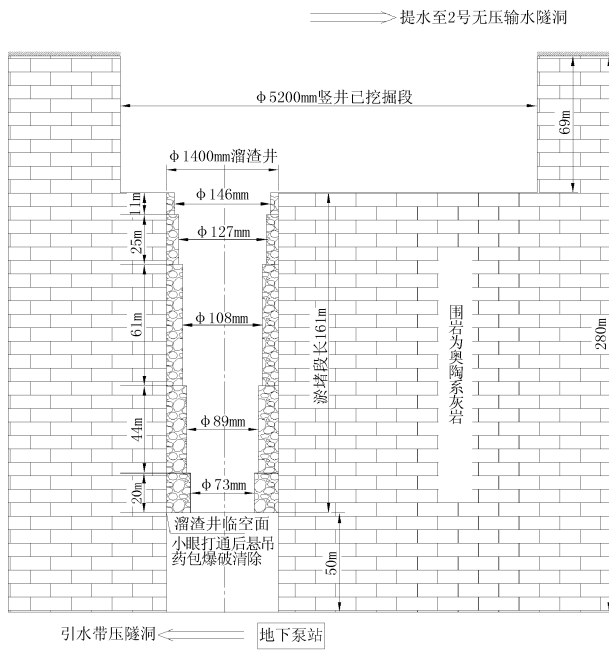 提水至2号无压输水隧洞
φ5200mm竖井已挖掘段
69m
φ1400mm溜渣井
11m
φ146mm
25m
φ127mm
61m
φ108mm
淤堵段长161m
围岩为奥陶系灰岩
280m
44m
φ89mm
20m
φ73mm
溜渣井临空面
小眼打通后悬吊
药包爆破清除
50m
引水带压隧洞
地下泵站